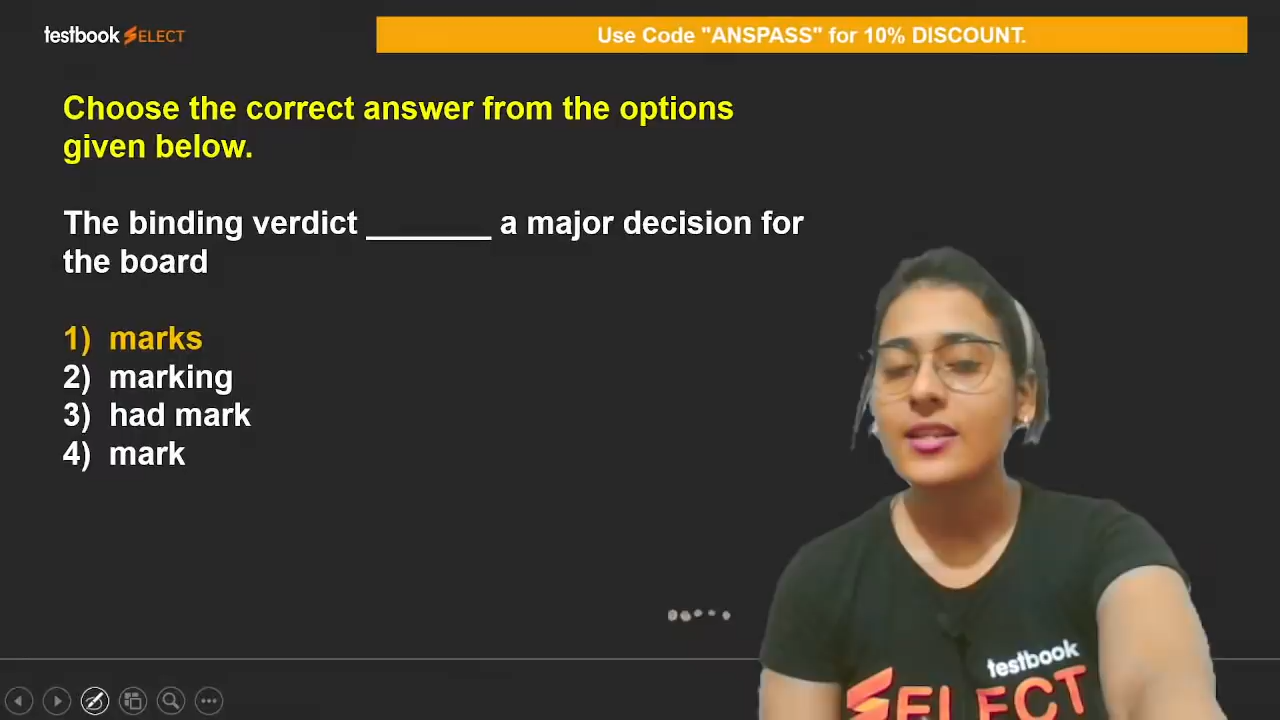 testbook SELECT
Use Code "ANSPASS" for 10% DISCOUNT.
Choose the correct answer from the options
given below.
The binding verdict _______ a major decision for
the board
1) marks
2) marking
3) had mark
4) mark
testbook
SELECT